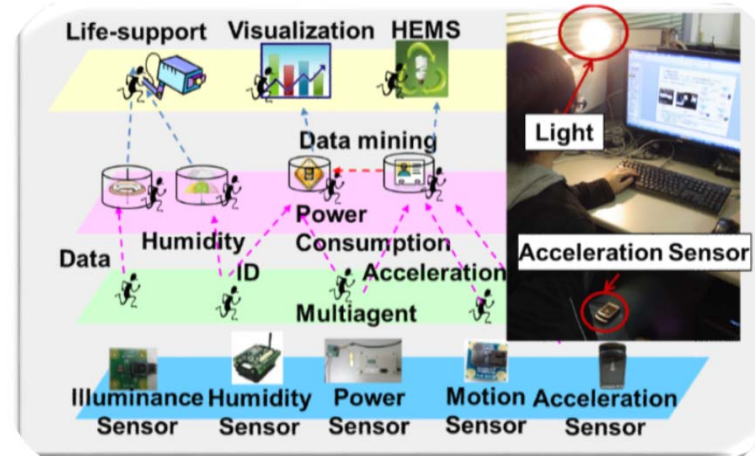 Life-support Visualization HEMS
Light
Data mining
Power
Humidity Consumption
Acceleration Sensor
Data ID Acceleration
Multiagent
Illuminance Humidity Power Motion Acceleration
Sensor Sensor Sensor Sensor Sensor